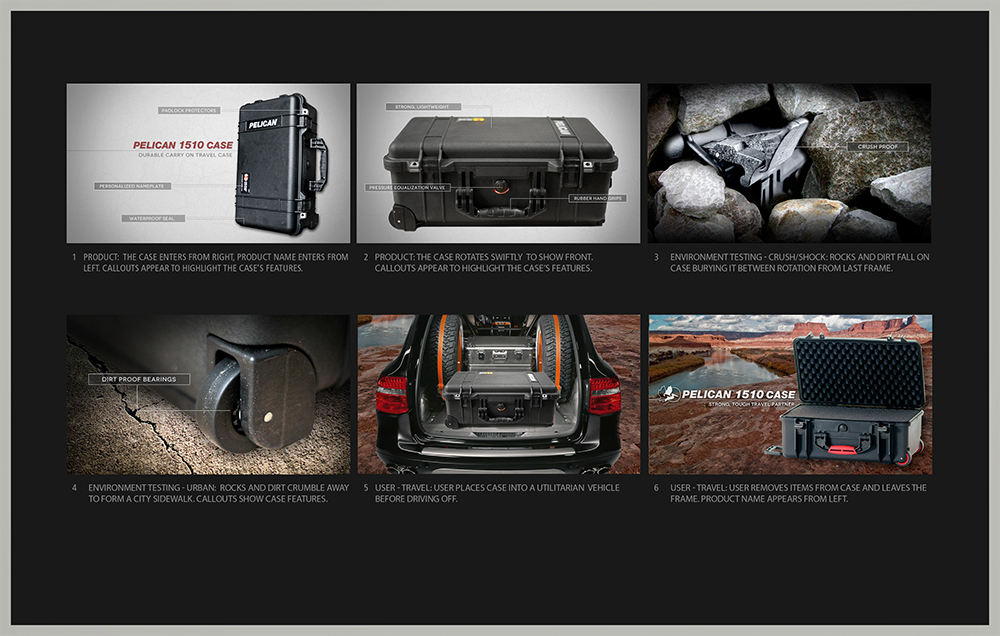 PADLOCK PROTECTORS
PELICAN
PELICAN 1510 CASE
DURABLE CARRY ON TRAVEL CASE
PERSONALIZED NAMEPLATE
WATERPROOF SEAL
STRONG, LIGHTWEIGHT
PRESSURE EQUALIZATION VALVE
RUBBER HAND GRIPS
CRUSH PROOF
1 PRODUCT: THE CASE ENTERS FROM RIGHT, PRODUCT NAME ENTERS FROM
LEFT. CALLOUTS APPEAR TO HIGHLIGHT THE CASE'S FEATURES.
2 PRODUCT: THE CASE ROTATES SWIFTLY TO SHOW FRONT.
CALLOUTS APPEAR TO HIGHLIGHT THE CASE'S FEATURES.
3 ENVIRONMENT TESTING - CRUSH/SHOCK: ROCKS AND DIRT FALL ON
CASE BURYING IT BETWEEN ROTATION FROM LAST FRAME.
DIRT PROOF BEARINGS
PELICAN 1510 CASE
STRONG, TOUGH TRAVEL PARTNER
4 ENVIRONMENT TESTING - URBAN: ROCKS AND DIRT CRUMBLE AWAY
TO FORM A CITY SIDEWALK. CALLOUTS SHOW CASE FEATURES.
5 USER - TRAVEL: USER PLACES CASE INTO A UTILITARIAN VEHICLE
BEFORE DRIVING OFF.
6 USER - TRAVEL: USER REMOVES ITEMS FROM CASE AND LEAVES THE
FRAME. PRODUCT NAME APPEARS FROM LEFT.